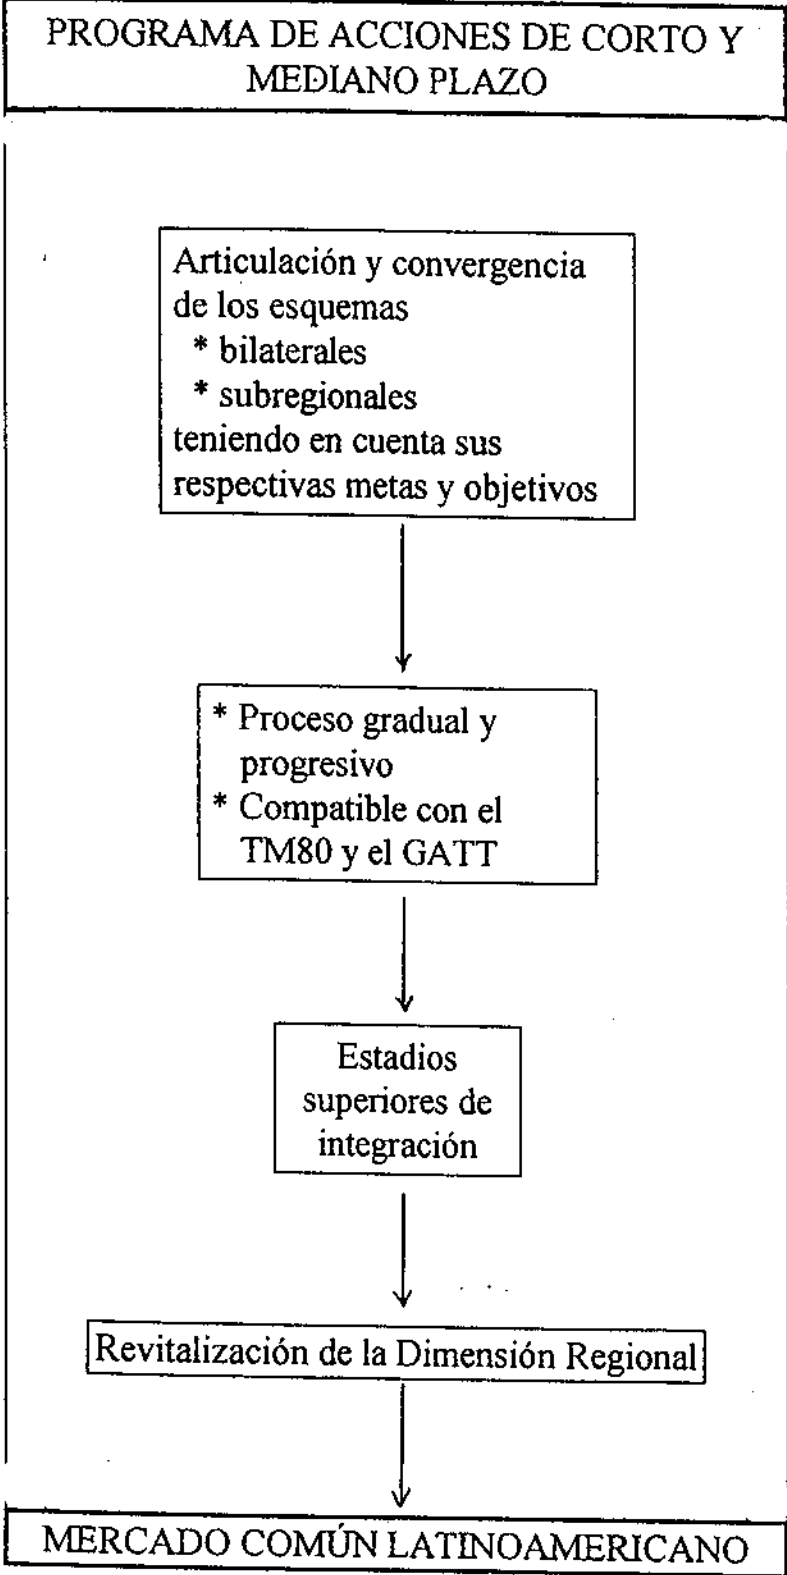 PROGRAMA DE ACCIONES DE CORTO Y
MEDIANO PLAZO
Articulación y convergencia
de los esquemas
* bilaterales
* subregionales
teniendo en cuenta sus
respectivas metas y objetivos
* Proceso gradual y
progresivo
* Compatible con el
TM80 y el GATT
Estadios
superiores de
integración
Revitalización de la Dimensión Regional
MERCADO COMÚN LATINOAMERICANO